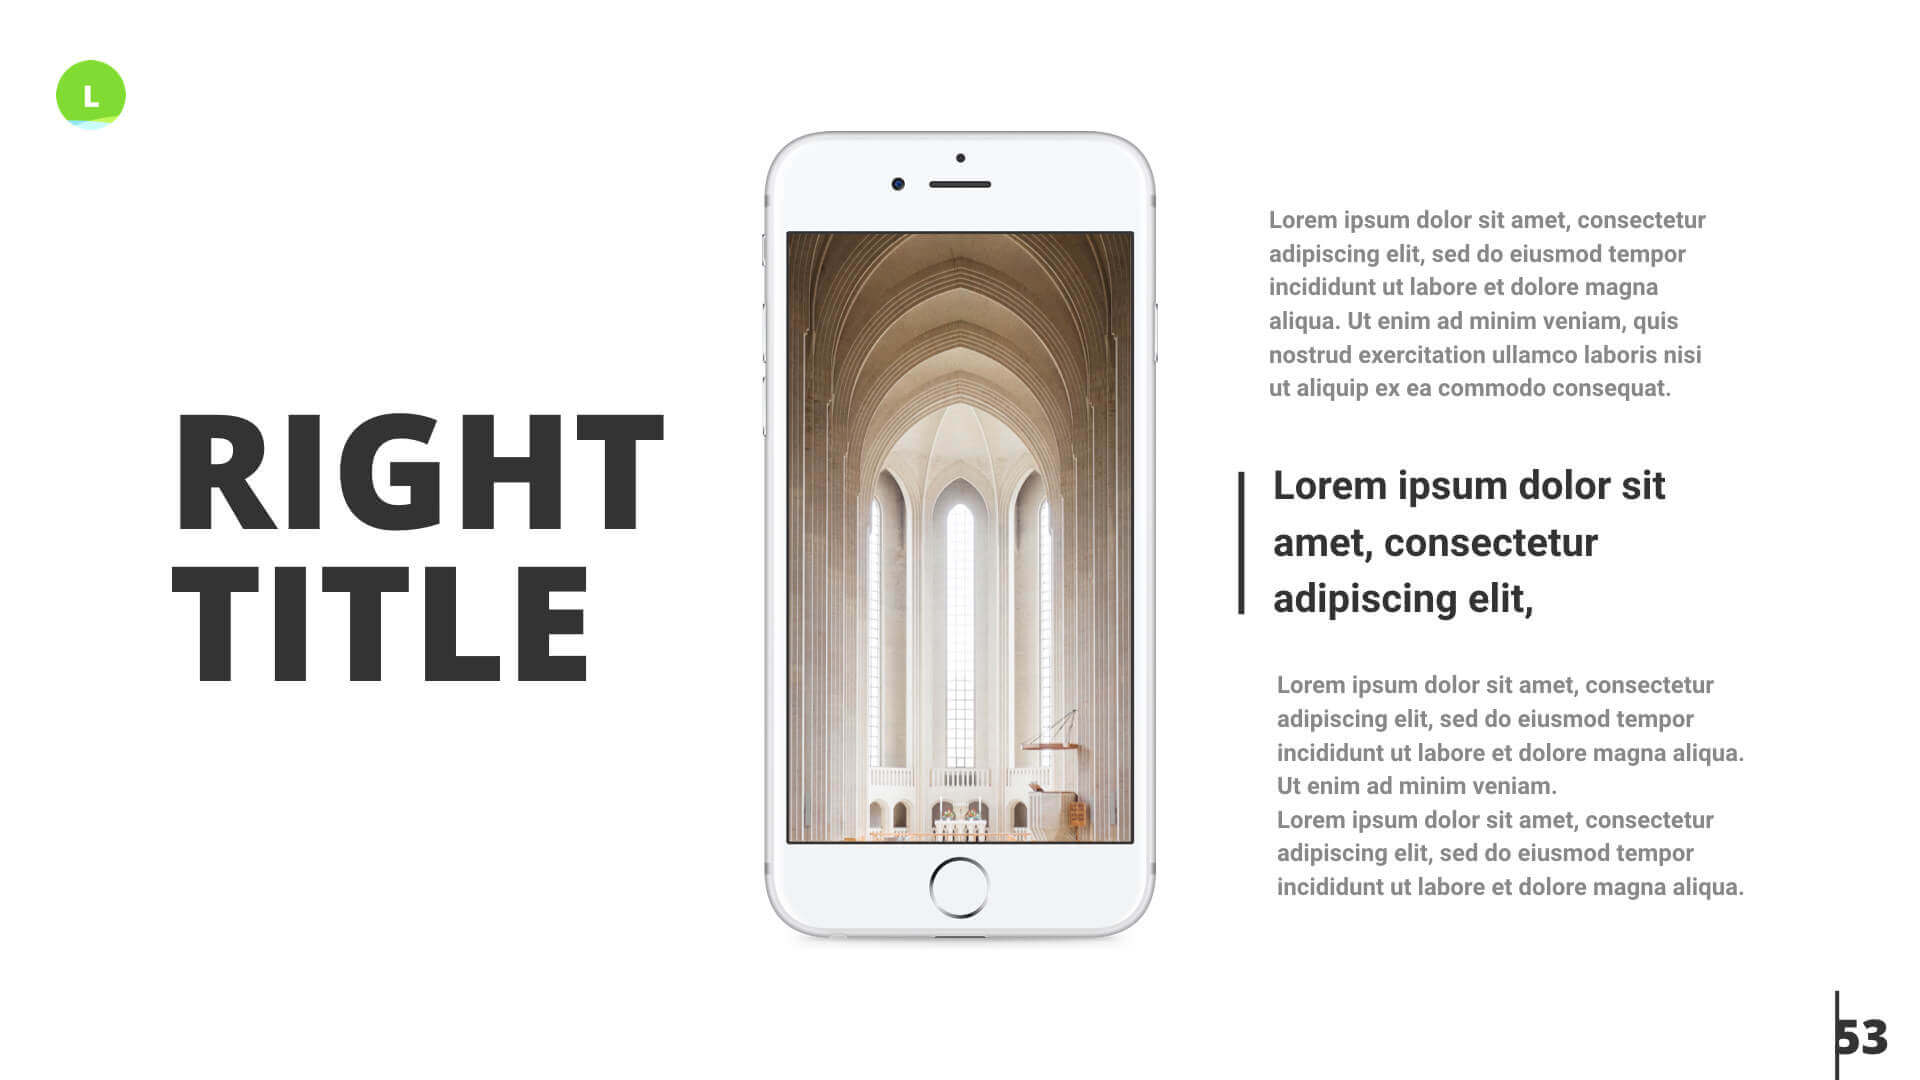 L
RIGHT
TITLE
Lorem ipsum dolor sit amet, consectetur
adipiscing elit, sed do eiusmod tempor
incididunt ut labore et dolore magna
aliqua. Ut enim ad minim veniam, quis
nostrud exercitation ullamco laboris nisi
ut aliquip ex ea commodo consequat.
Lorem ipsum dolor sit
amet, consectetur
adipiscing elit,
Lorem ipsum dolor sit amet, consectetur
adipiscing elit, sed do eiusmod tempor
incididunt ut labore et dolore magna aliqua.
Ut enim ad minim veniam.
Lorem ipsum dolor sit amet, consectetur
adipiscing elit, sed do eiusmod tempor
incididunt ut labore et dolore magna aliqua.
53